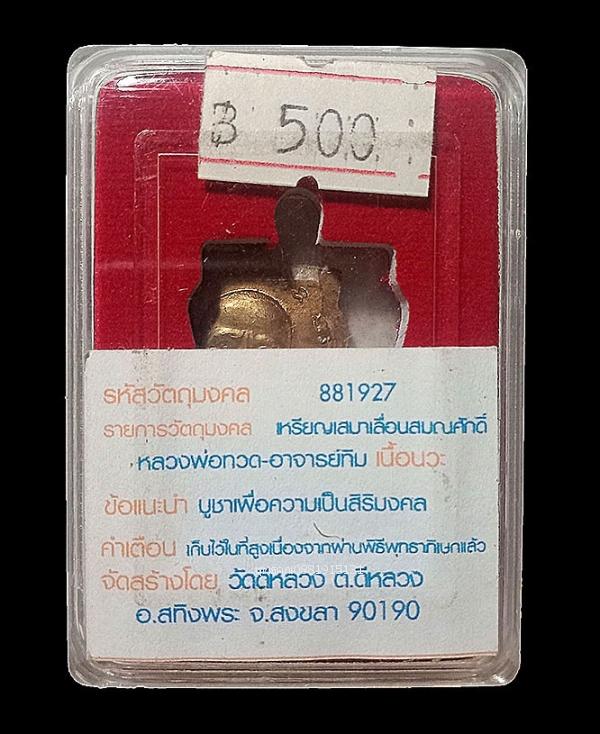 ฿ 500
รหัสวัตถุมงคล 881927
รายการวัตถุมงคล เหรียญเสมาเลื่อนสมณศักดิ์
หลวงพ่อทวด-อาจารย์ทิม เนื้อนวะ
ข้อแนะนำ บูชาเพื่อความเป็นสิริมงคล
คำเตือน เก็บไว้ในที่สูงเนื่องจากผ่านพิธีพุทธาภิเษกแล้ว
จัดสร้างโดย วัดดีหลวง ต.ดีหลวง
อ.สทิงพระ จ.สงขลา 90190